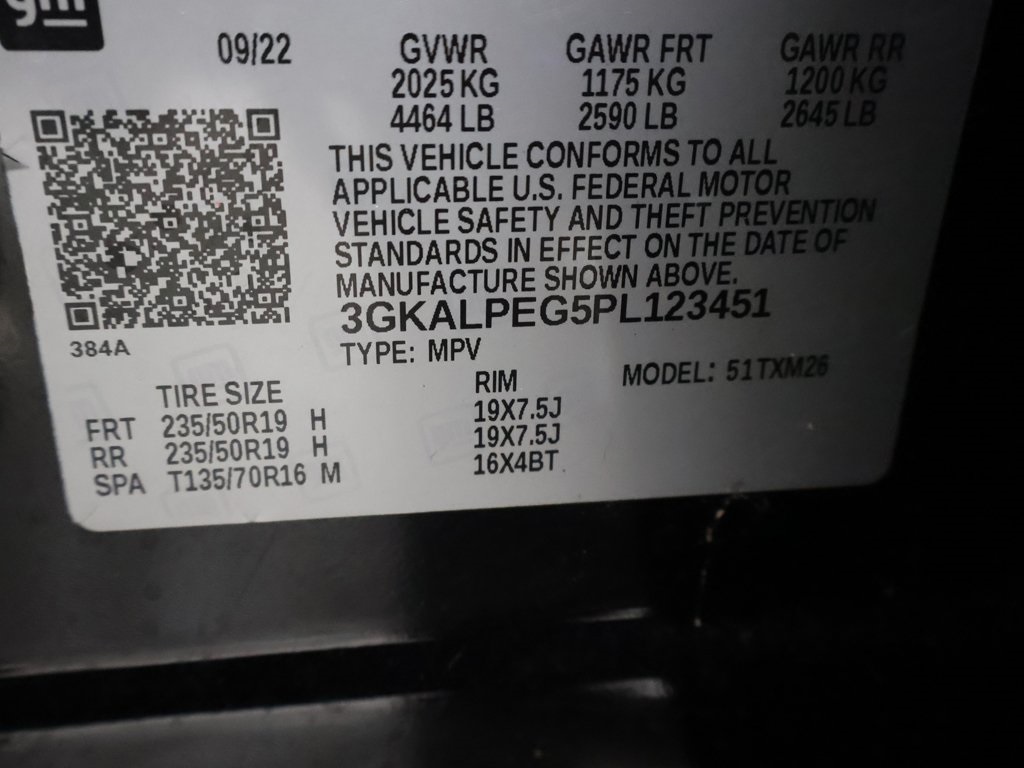 gm
09/22 GVWR GAWR FRT GAWR RR
2025 KG 1175 KG 1200 KG
4464 LB 2590 LB 2645 LB
THIS VEHICLE CONFORMS TO ALL
APPLICABLE U.S. FEDERAL MOTOR
VEHICLE SAFETY AND THEFT PREVENTION
STANDARDS IN EFFECT ON THE DATE OF
MANUFACTURE SHOWN ABOVE.
3GKALPEG5PL123451
384A
TYPE: MPV
TIRE SIZE RIM MODEL: 51TXM26
FRT 235/50R19 H 19X7.5J
RR 235/50R19 H 19X7.5J
SPA T135/70R16 M 16X4BT